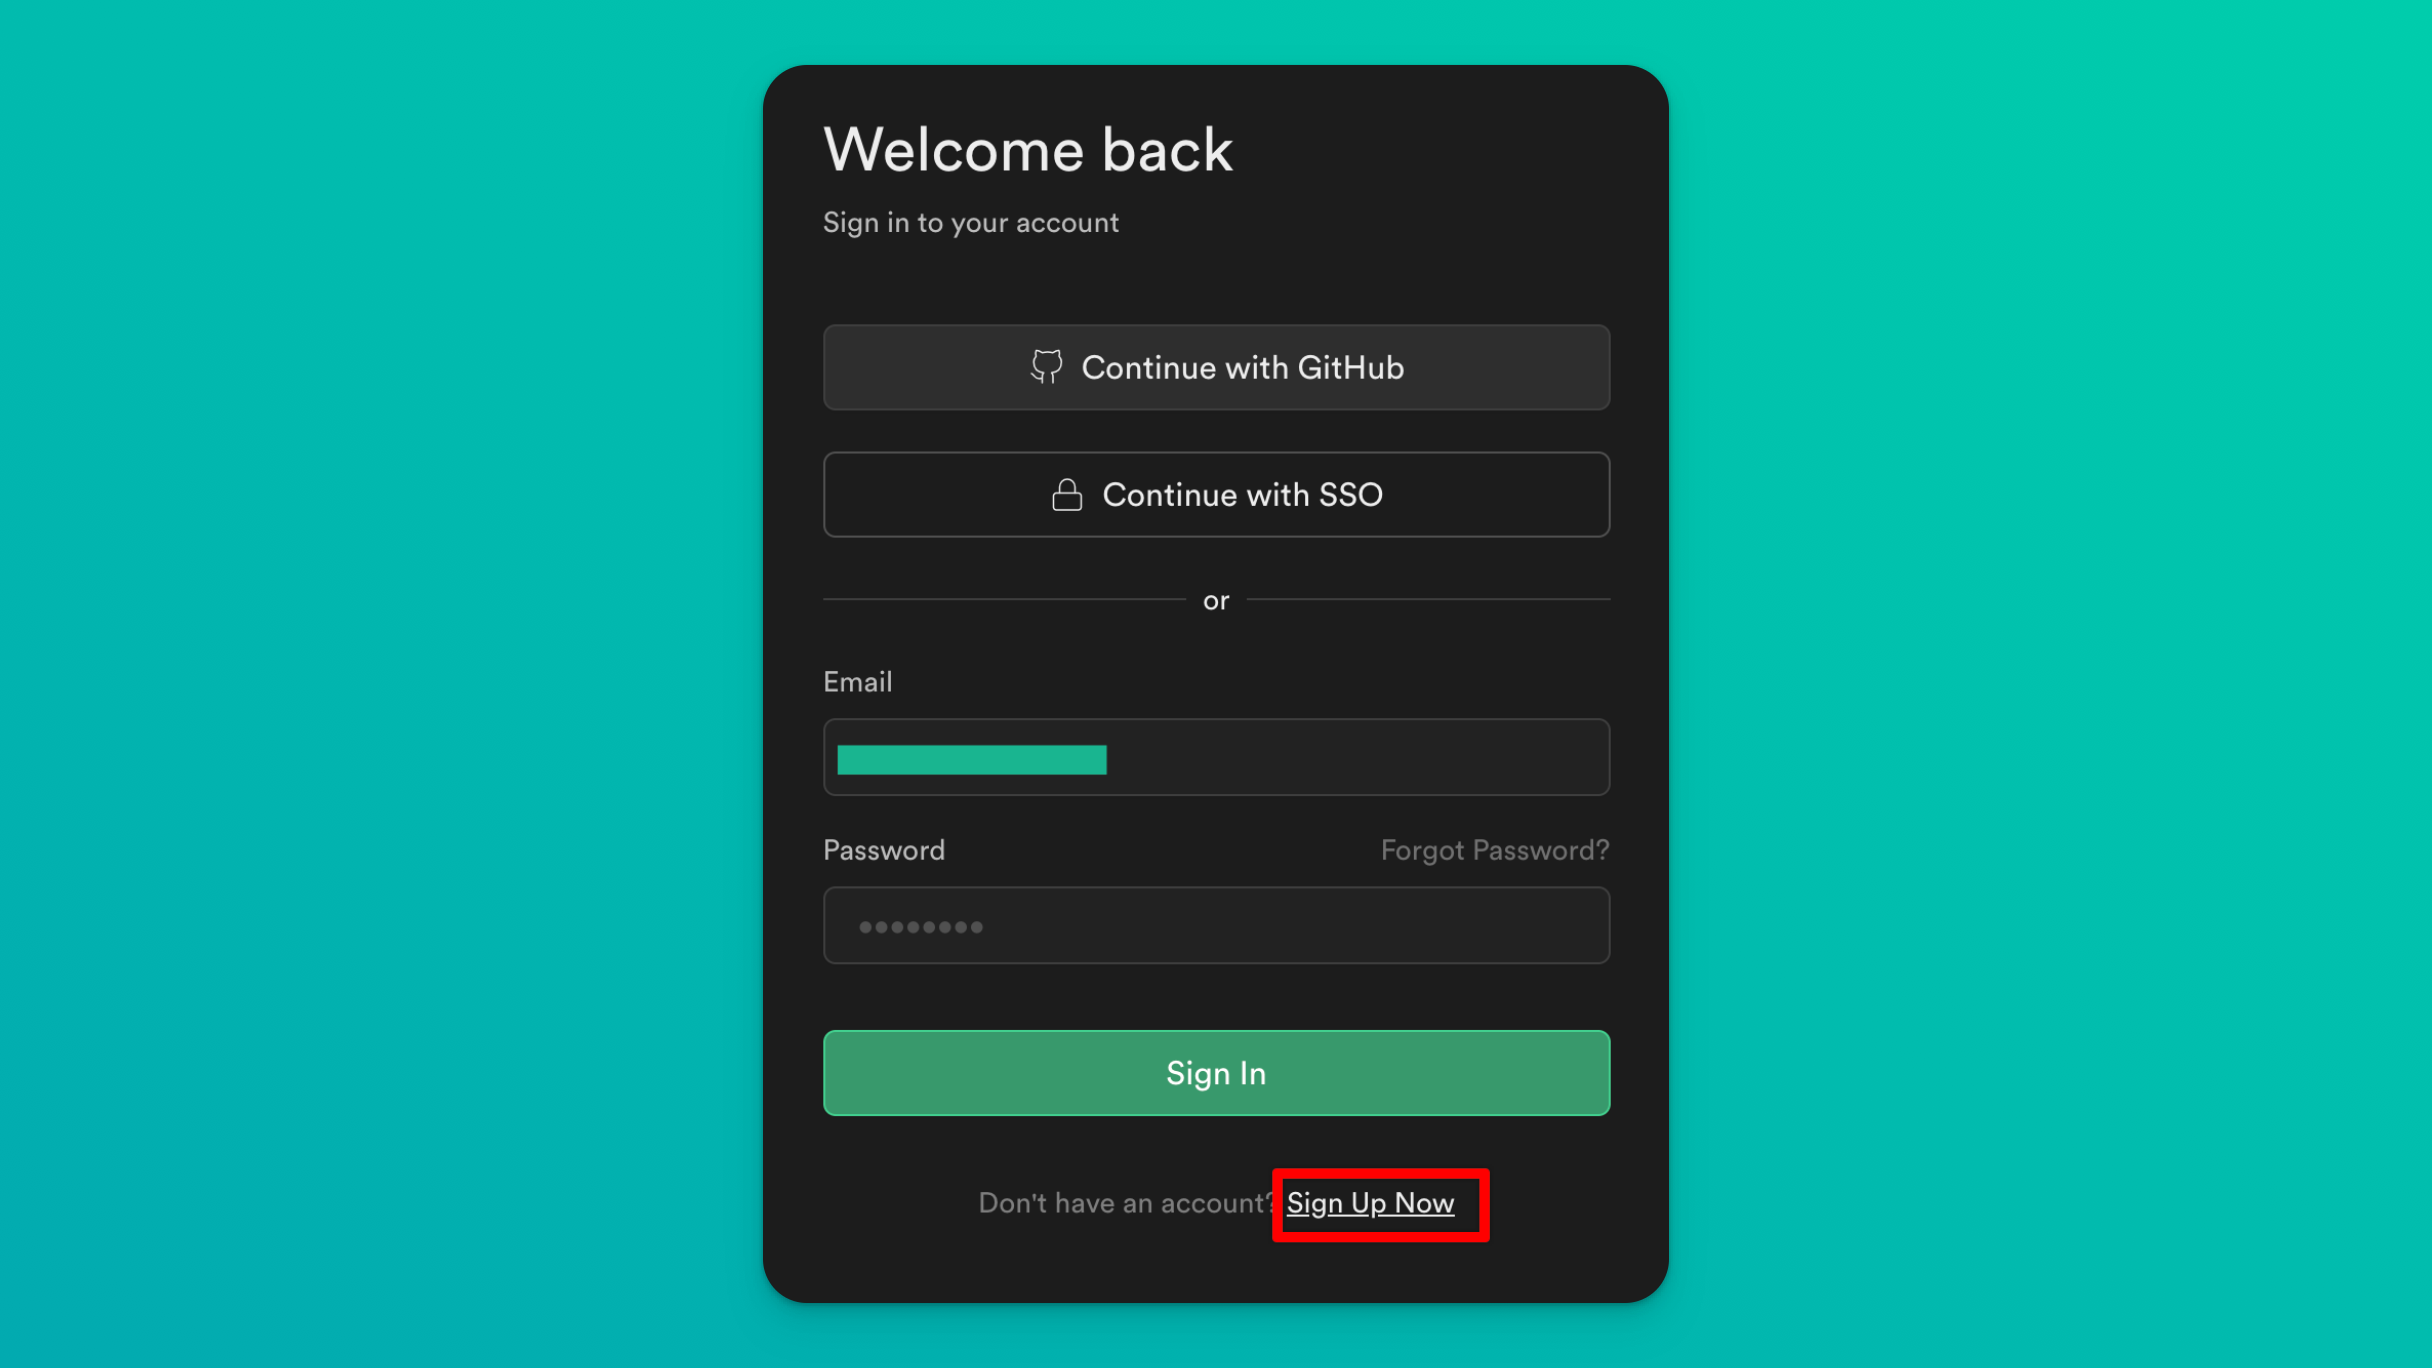 Welcome back
Sign in to your account
Continue with GitHub
Continue with SSO
or
Email
Password
Forgot Password?
••••••••
Sign In
Don't have an account? Sign Up Now